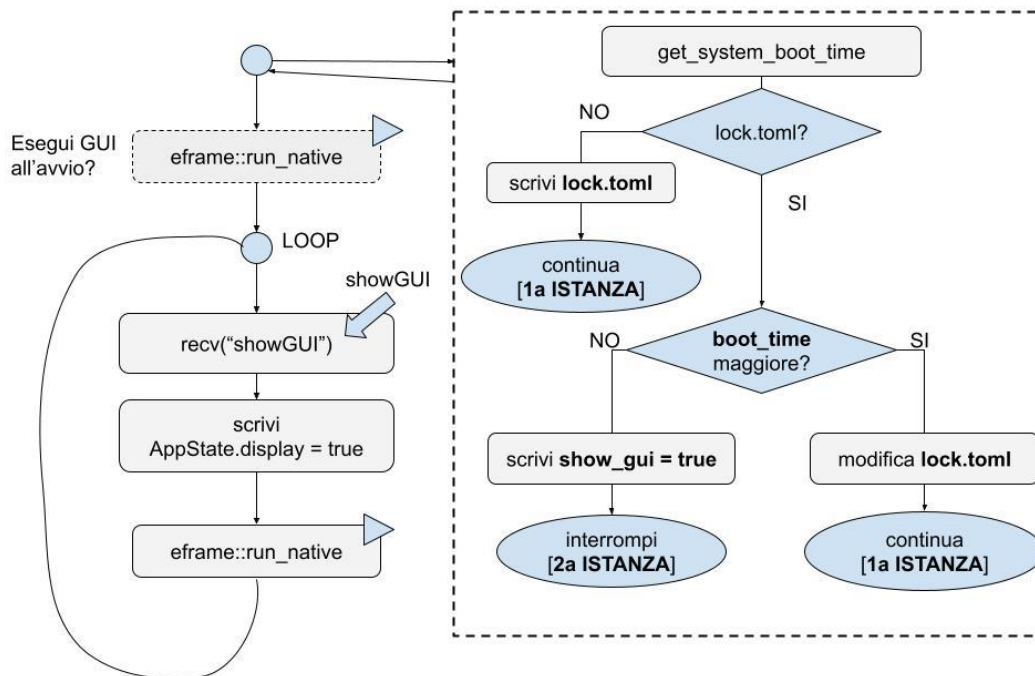 Esegui GUI
all'avvio?
eframe::run_native
LOOP
showGUI
recv(“showGUI”)
scrivi
AppState.display = true
eframe::run_native
get_system_boot_time
NO
lock.toml?
scrivi lock.toml
SI
continua
[1a ISTANZA]
NO
boot_time
maggiore?
SI
scrivi show_gui = true
modifica lock.toml
interrompi
[2a ISTANZA]
continua
[1a ISTANZA]